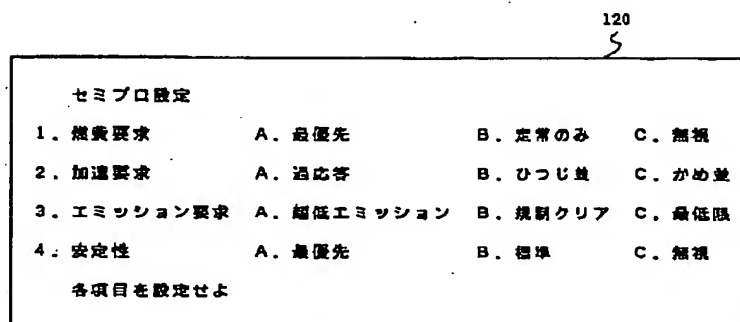 120
セミプロ設定
1. 燃費要求 A. 最優先 B. 定常のみ C. 無視
2. 加速要求 A. 過応答 B. ひつじ並 C. かめ並
3. エミッション要求 A. 超低エミッション B. 規制クリア C. 最低限
4. 安定性 A. 最優先 B. 標準 C. 無視
各項目を設定せよ